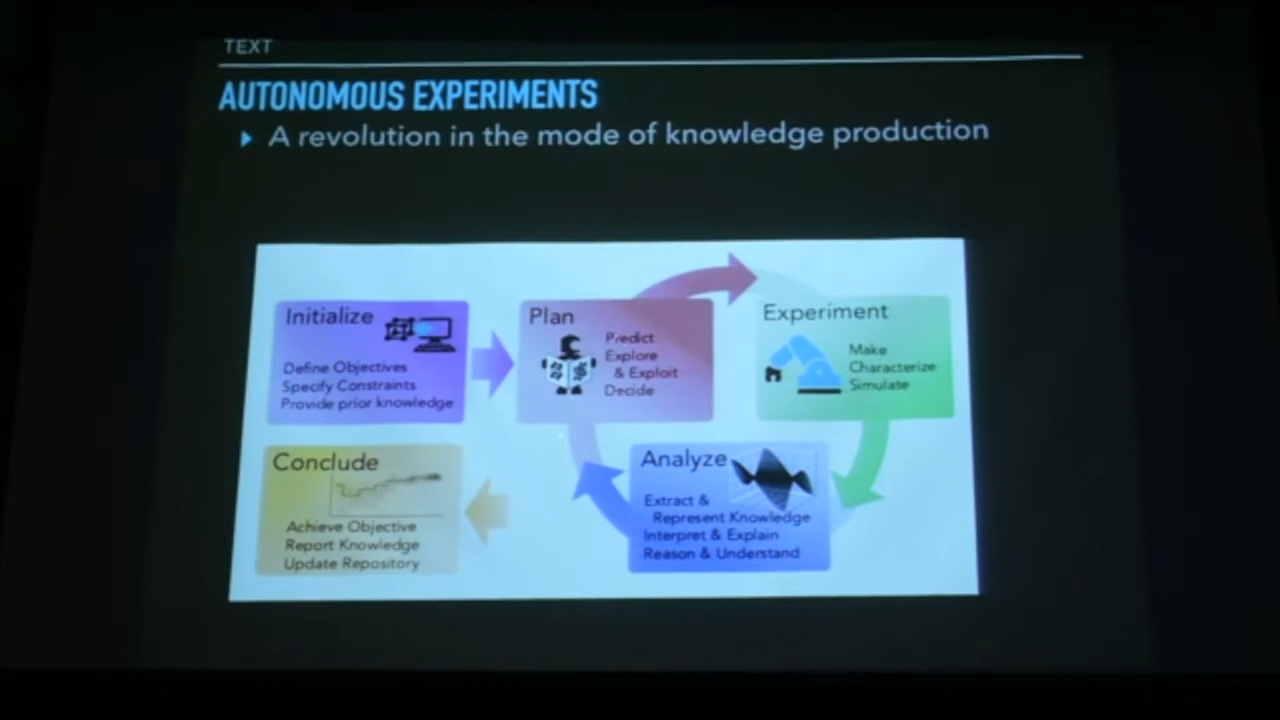 TEXT
AUTONOMOUS EXPERIMENTS
A revolution in the mode of knowledge production
Initialize
Define Objectives
Specify Constraints
Provide prior knowledge
Plan
Predict
Explore
& Exploit
Decide
Experiment
Make
Characterize
Simulate
Analyze
Extract &
Represent Knowledge
Interpret & Explain
Reason & Understand
Conclude
Achieve Objective
Report Knowledge
Update Repository